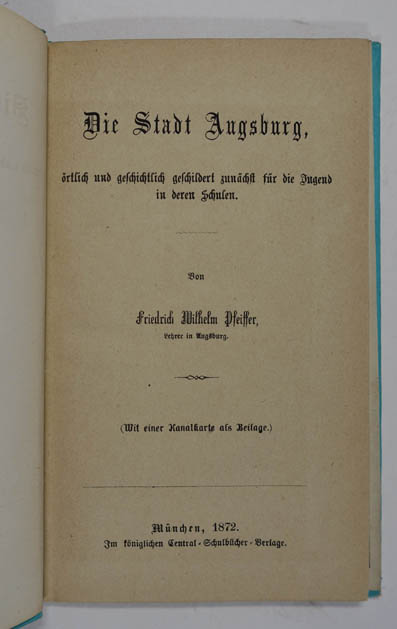 Die Stadt Augsburg,
örtlich und geschichtlich geschildert zunächst für die Jugend
in deren Schulen.
Von
Friedrich Wilhelm Pfeiffer,
Lehrer in Augsburg.
(Mit einer Kanalkarte als Beilage.)
München, 1872.
Im königlichen Central-Schulbücher-Verlage.